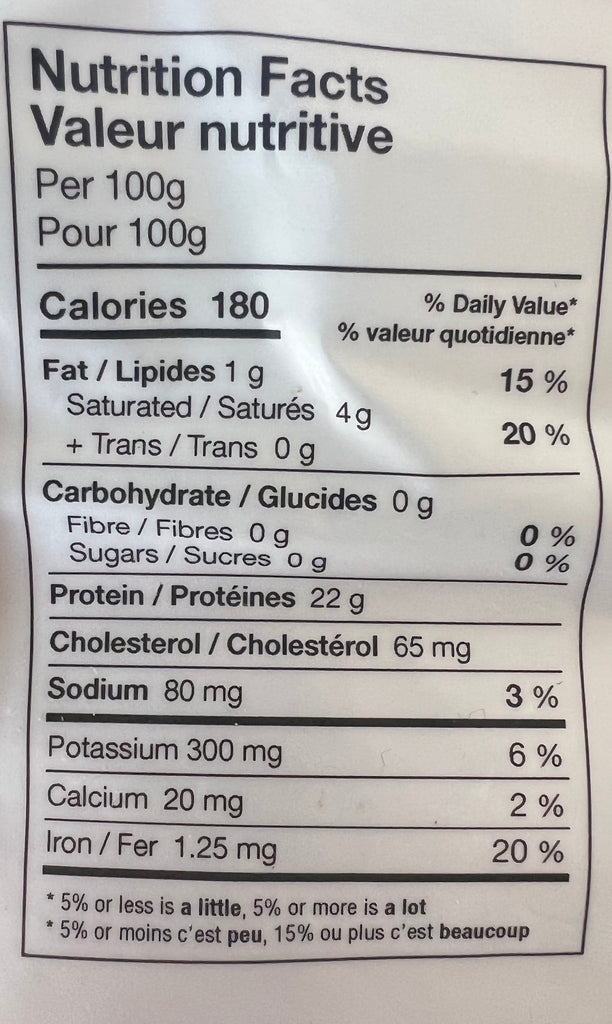 Nutrition Facts
Valeur nutritive
Per 100g
Pour 100g
Calories 180
% Daily Value*
% valeur quotidienne*
Fat / Lipides 1 g 15 %
Saturated / Saturés 4 g
+ Trans / Trans 0 g 20 %
Carbohydrate / Glucides 0 g
Fibre / Fibres 0 g 0 %
Sugars / Sucres 0 g 0 %
Protein / Protéines 22 g
Cholesterol / Cholestérol 65 mg
Sodium 80 mg 3 %
Potassium 300 mg 6 %
Calcium 20 mg 2 %
Iron / Fer 1.25 mg 20 %
* 5% or less is a little, 5% or more is a lot
* 5% or moins c'est peu, 15% ou plus c'est beaucoup